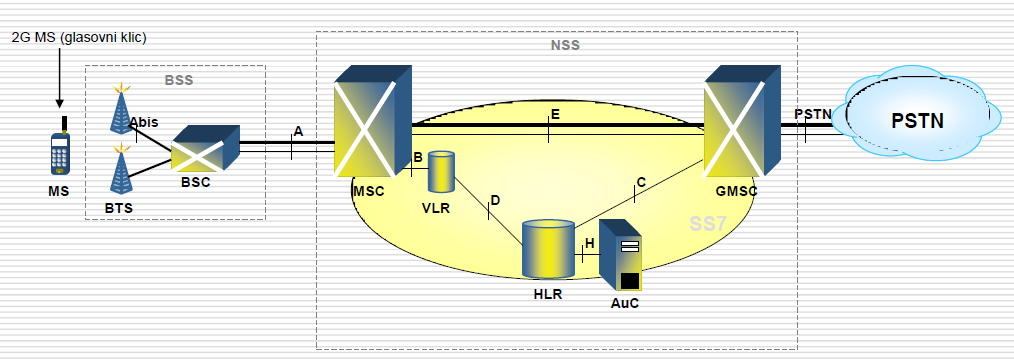 2G MS (glasovni klic)
NSS
BSS
Abis
A
E
PSTN
PSTN
MS
BTS
BSC
MSC
B
VLR
D
C
GMSC
SS7
H
HLR
AuC